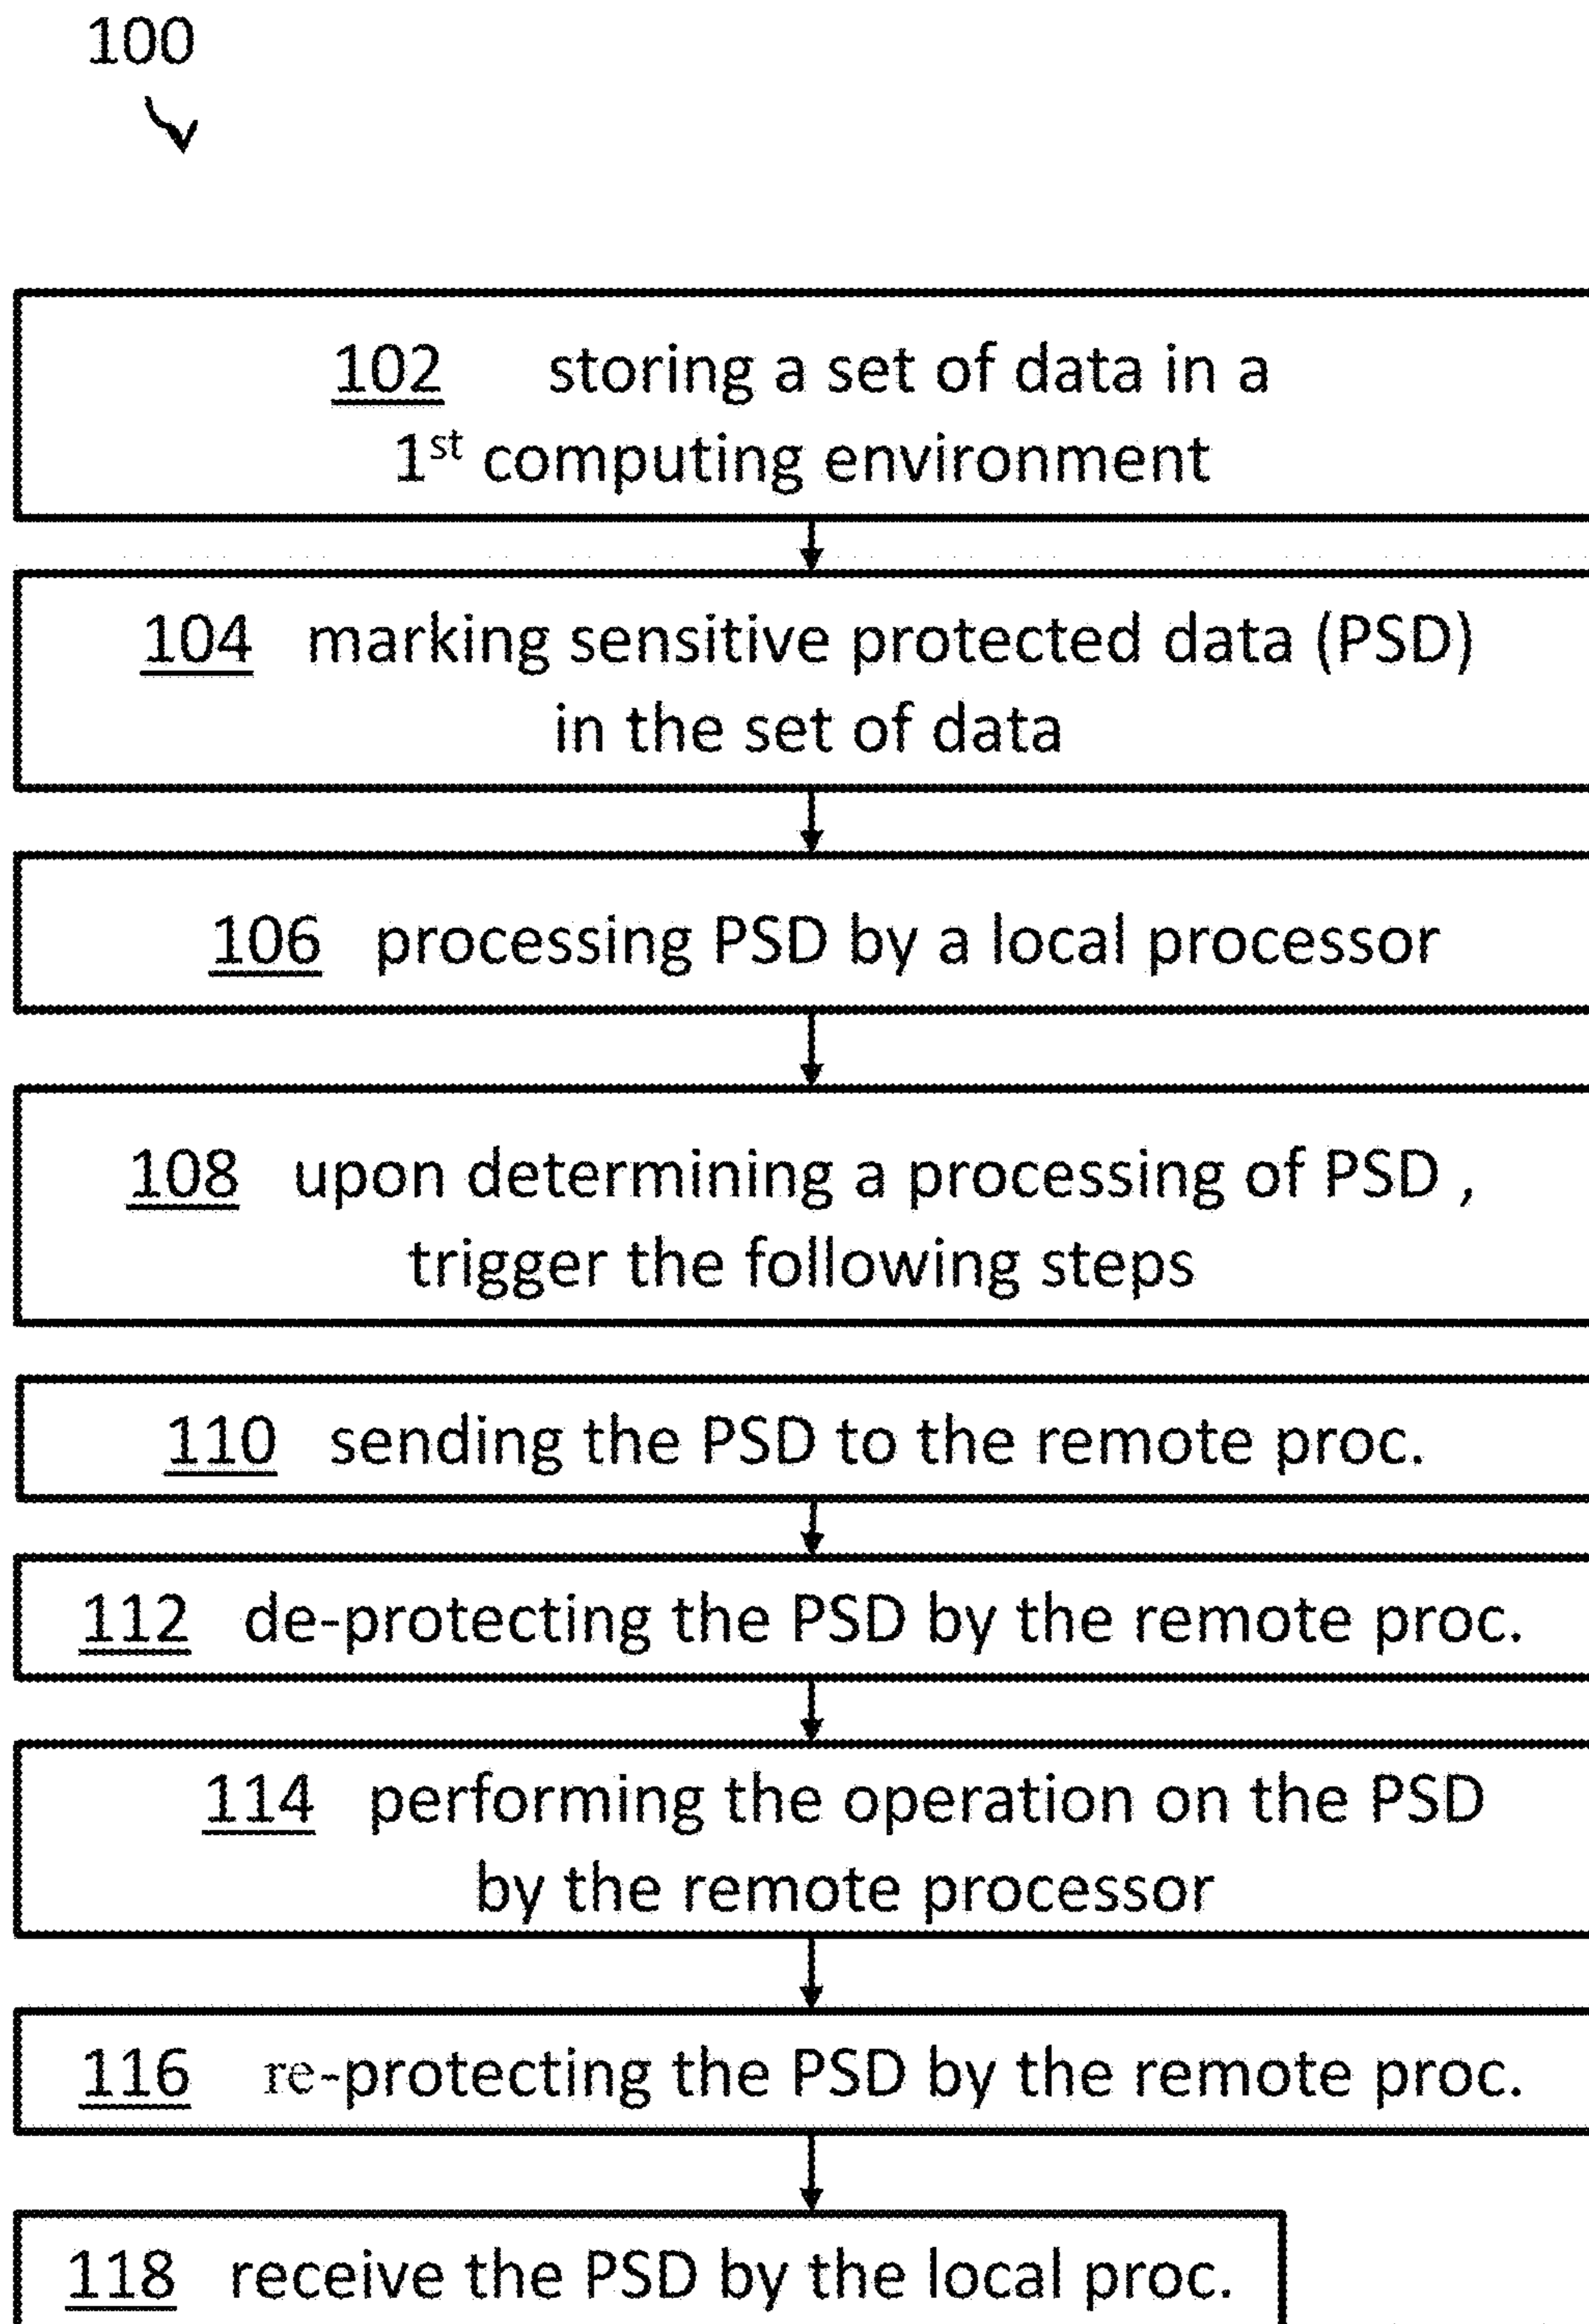 100
102 storing a set of data in a
1st computing environment
104 marking sensitive protected data (PSD)
in the set of data
106 processing PSD by a local processor
108 upon determining a processing of PSD ,
trigger the following steps
110 sending the PSD to the remote proc.
112 de-protecting the PSD by the remote proc.
114 performing the operation on the PSD
by the remote processor
116 re-protecting the PSD by the remote proc.
118 receive the PSD by the local proc.